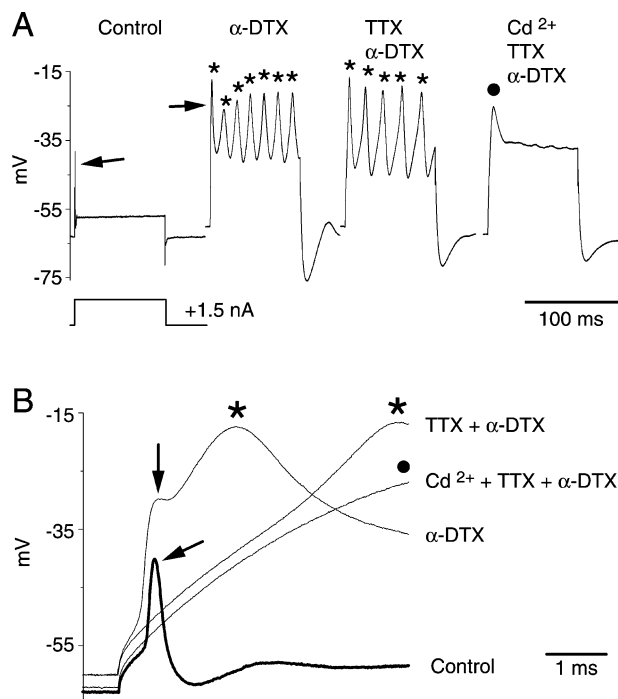 A
Control
α-DTX
TTX
α-DTX
Cd 2+
TTX
α-DTX
-15
-35
-55
-75
mV
* * * * * * *
* * * * *
+1.5 nA
100 ms
B
-15
-35
-55
mV
*
*
TTX + α-DTX
Cd 2+ + TTX + α-DTX
α-DTX
Control
1 ms